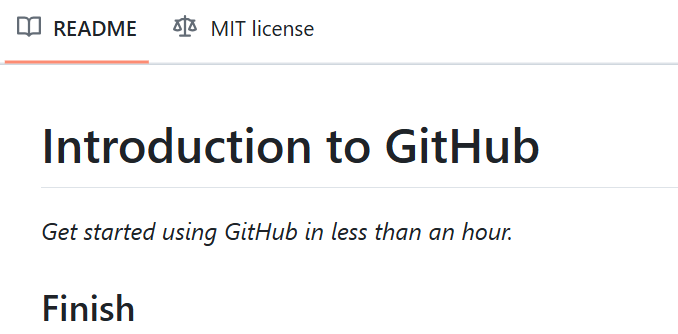 README MIT license
Introduction to GitHub
Get started using GitHub in less than an hour.
Finish